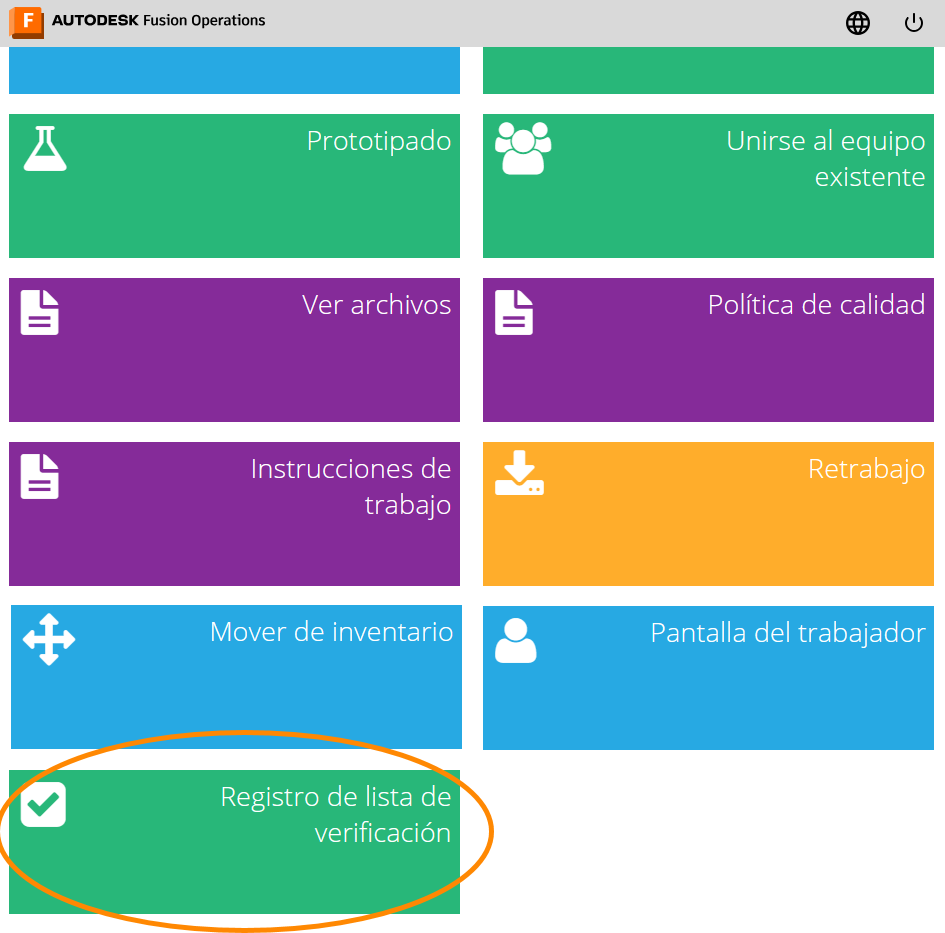 F AUTODESK Fusion Operations
Prototipado
Unirse al equipo
existente
Ver archivos
Política de calidad
Instrucciones de
trabajo
Retrabajo
Mover de inventario
Pantalla del trabajador
Registro de lista de
verificación